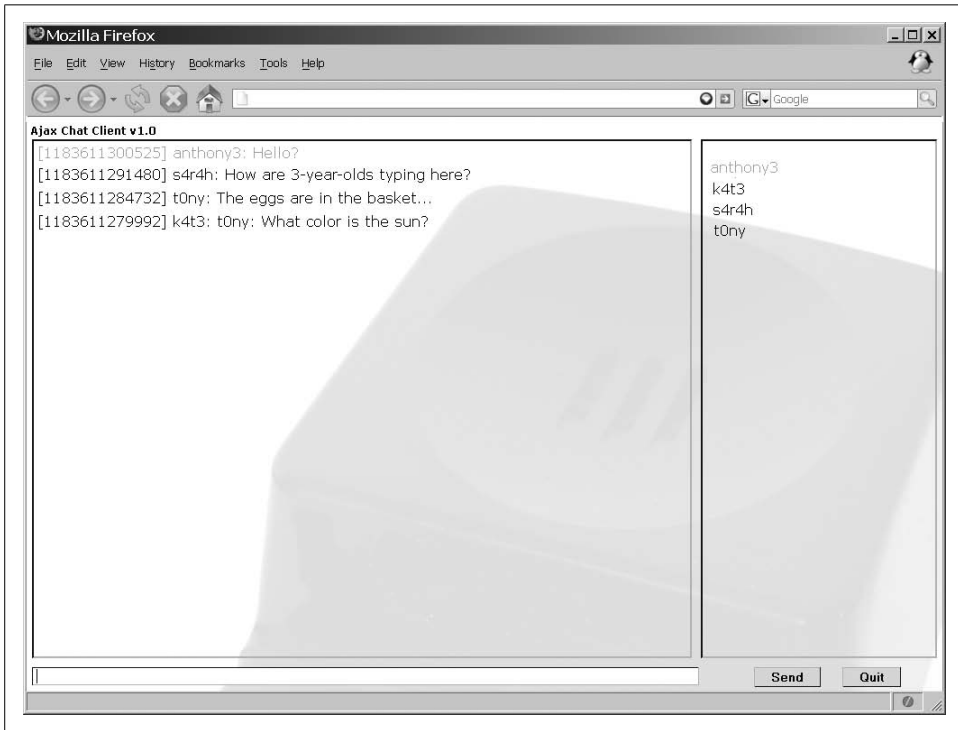 Mozilla Firefox
File Edit View History Bookmarks Tools Help
G Google
Ajax Chat Client v1.0
[1183611300525] anthony3: Hello?
[1183611291480] s4r4h: How are 3-year-olds typing here?
[1183611284732] t0ny: The eggs are in the basket...
[1183611279992] k4t3: t0ny: What color is the sun?
anthony3
k4t3
s4r4h
t0ny
Send Quit